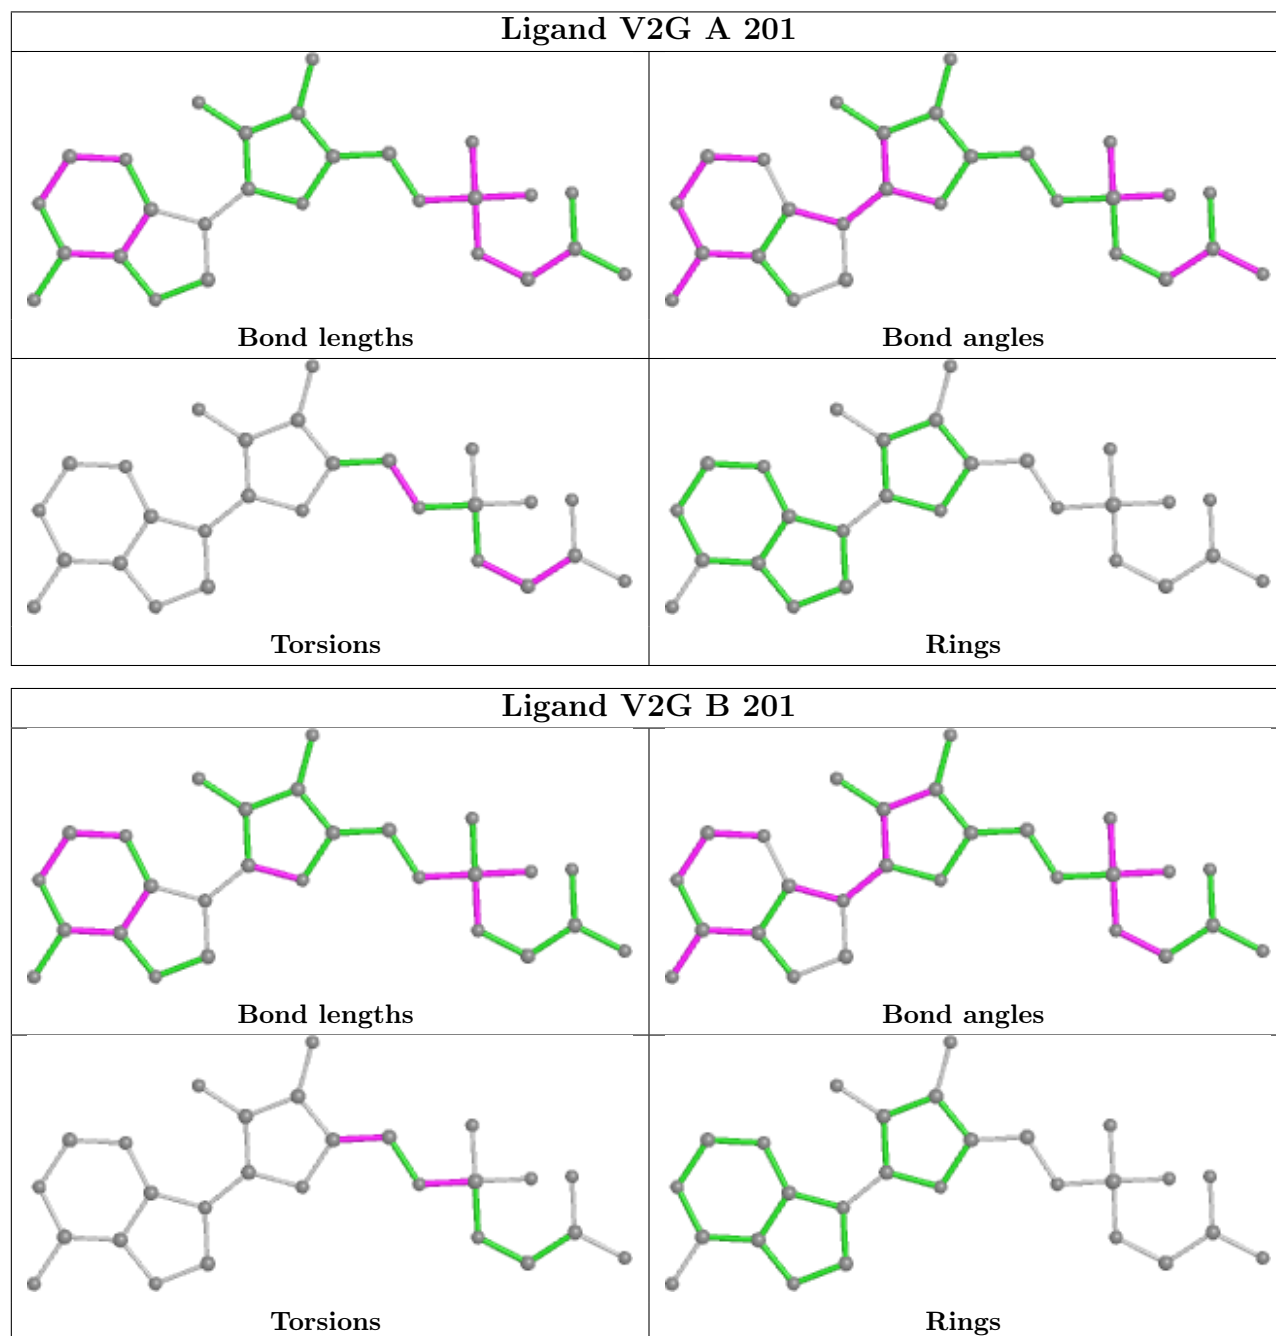 Ligand V2G A 201
Bond lengths
Bond angles
Torsions
Rings
Ligand V2G B 201
Bond lengths
Bond angles
Torsions
Rings